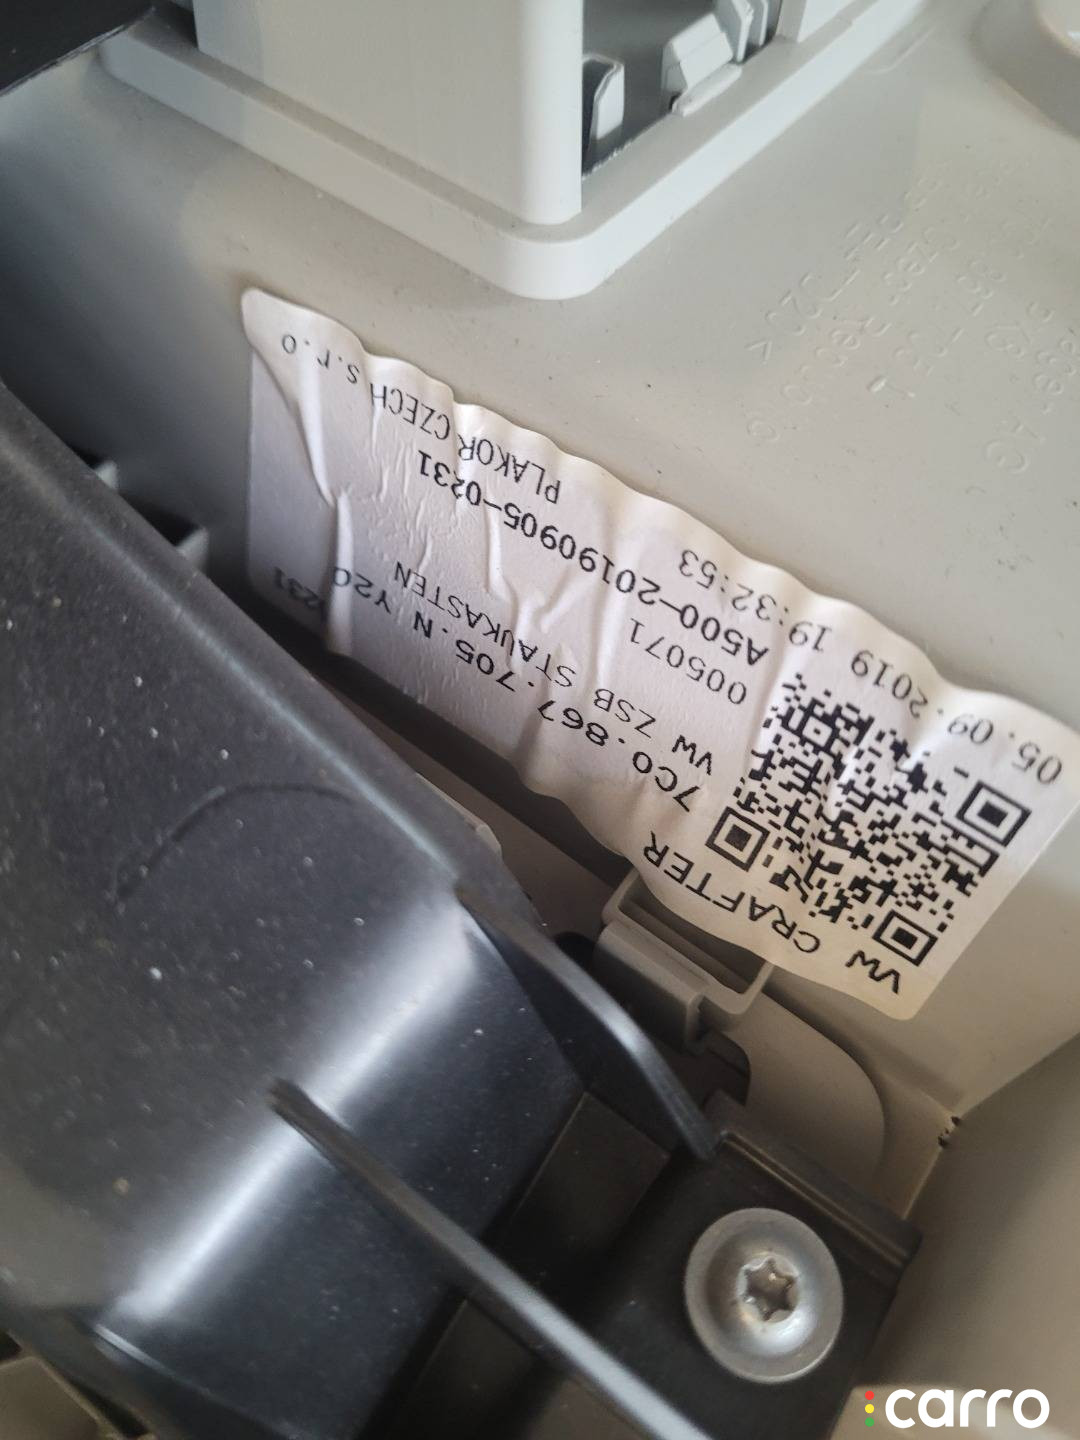 VW CRAFTER
7C0.867.705.N Y20
VW ZSB STAUKASTEN
005071
A500-20190905-0231
05.09.2019 19:32:53
PLAKOR CZECH s.r.o
carro